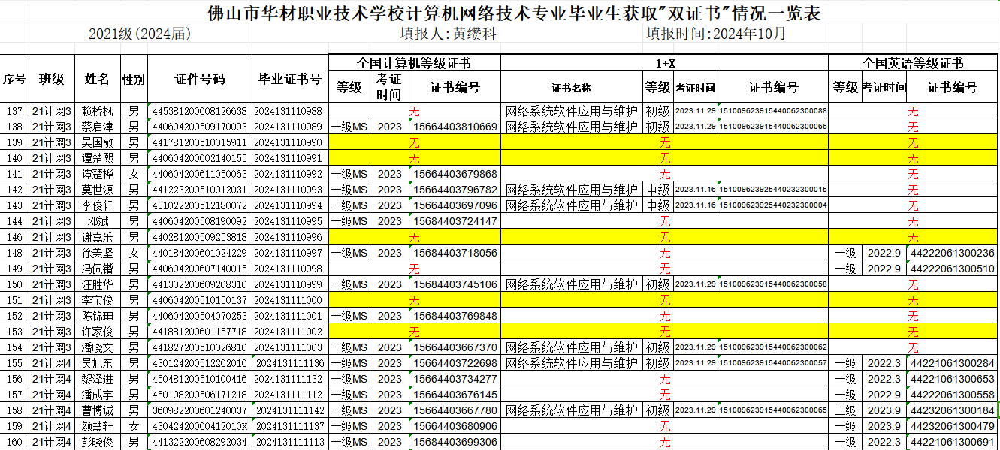 佛山市华材职业技术学校计算机网络技术专业毕业生获取"双证书"情况一览表
2021级(2024届) 填报人:黄缵科 填报时间:2024年10月
序号 班级 姓名 性别 证件号码 毕业证书号 全国计算机等级证书 1+X 全国英语等级证书
等级 考证时间 证书编号 证书名称 等级 考证时间 证书编号 等级 考证时间 证书编号
137 21计网3 赖桥枫 男 445381200608126638 2024131110988 无 网络系统软件应用与维护 初级 2023.11.29 151009623915440062300088 无
138 21计网3 蔡启津 男 440604200509170093 2024131110989 一级MS 2023 15664403810669 网络系统软件应用与维护 初级 2023.11.29 151009623915440062300066 无
139 21计网3 吴国敬 男 441781200510015911 2024131110990 无 无 无
140 21计网3 谭楚熙 男 440604200602140155 2024131110991 无 无 无
141 21计网3 谭楚桦 女 440604200611050063 2024131110992 一级MS 2023 15664403679868 无 无
142 21计网3 莫世源 男 441223200510012031 2024131110993 一级MS 2023 15664403796782 网络系统软件应用与维护 中级 2023.11.16 151009623925440232300015 无
143 21计网3 李俊轩 男 431022200512180072 2024131110994 一级MS 2023 15664403697096 网络系统软件应用与维护 中级 2023.11.16 151009623925440232300004 无
144 21计网3 邓斌 男 440604200508190092 2024131110995 一级MS 2023 15684403724147 无 无
146 21计网3 谢嘉乐 男 440281200509253818 2024131110996 无 无 无
148 21计网3 徐美坚 女 440184200601024229 2024131110997 一级MS 2023 15684403718056 无 一级 2022.9 44222061300236
149 21计网3 冯佩锴 男 440604200607140015 2024131110998 无 无 一级 2022.9 44222061300510
150 21计网3 汪胜华 男 441302200609208310 2024131110999 一级MS 2023 15684403745106 网络系统软件应用与维护 初级 2023.11.29 151009623915440062300058 无
151 21计网3 李宝俊 男 440604200510150137 2024131111000 无 无 无
152 21计网3 陈锦珅 男 440604200504070253 2024131111001 一级MS 2023 15684403769848 无 无
153 21计网3 许家俊 男 441881200601157718 2024131111002 无 无 无
154 21计网3 潘晓文 男 441827200510026810 2024131111003 一级MS 2023 15664403667370 网络系统软件应用与维护 初级 2023.11.29 151009623915440062300062 无
155 21计网4 吴旭东 男 430124200512262016 2024131111136 一级MS 2023 15664403722698 网络系统软件应用与维护 初级 2023.11.29 151009623915440062300057 一级 2022.3 44221061300284
156 21计网4 黎泽进 男 450481200510100416 2024131111132 一级MS 2023 15664403734277 无 一级 2022.3 44221061300653
157 21计网4 潘成宇 男 450108200506171218 2024131111112 一级MS 2023 15664403676145 无 一级 2022.9 44222061300558
158 21计网4 曹博诚 男 360982200601240037 2024131111142 一级MS 2023 15664403667780 网络系统软件应用与维护 初级 2023.11.29 151009623915440062300065 二级 2023.9 44232061300184
159 21计网4 颜慧轩 女 43042420060412010X 2024131111137 一级MS 2023 15664403680906 无 一级 2023.9 44232061300479
160 21计网4 彭晓俊 男 441322200608292034 2024131111113 一级MS 2023 15664403699306 无 一级 2022.3 44221061300691